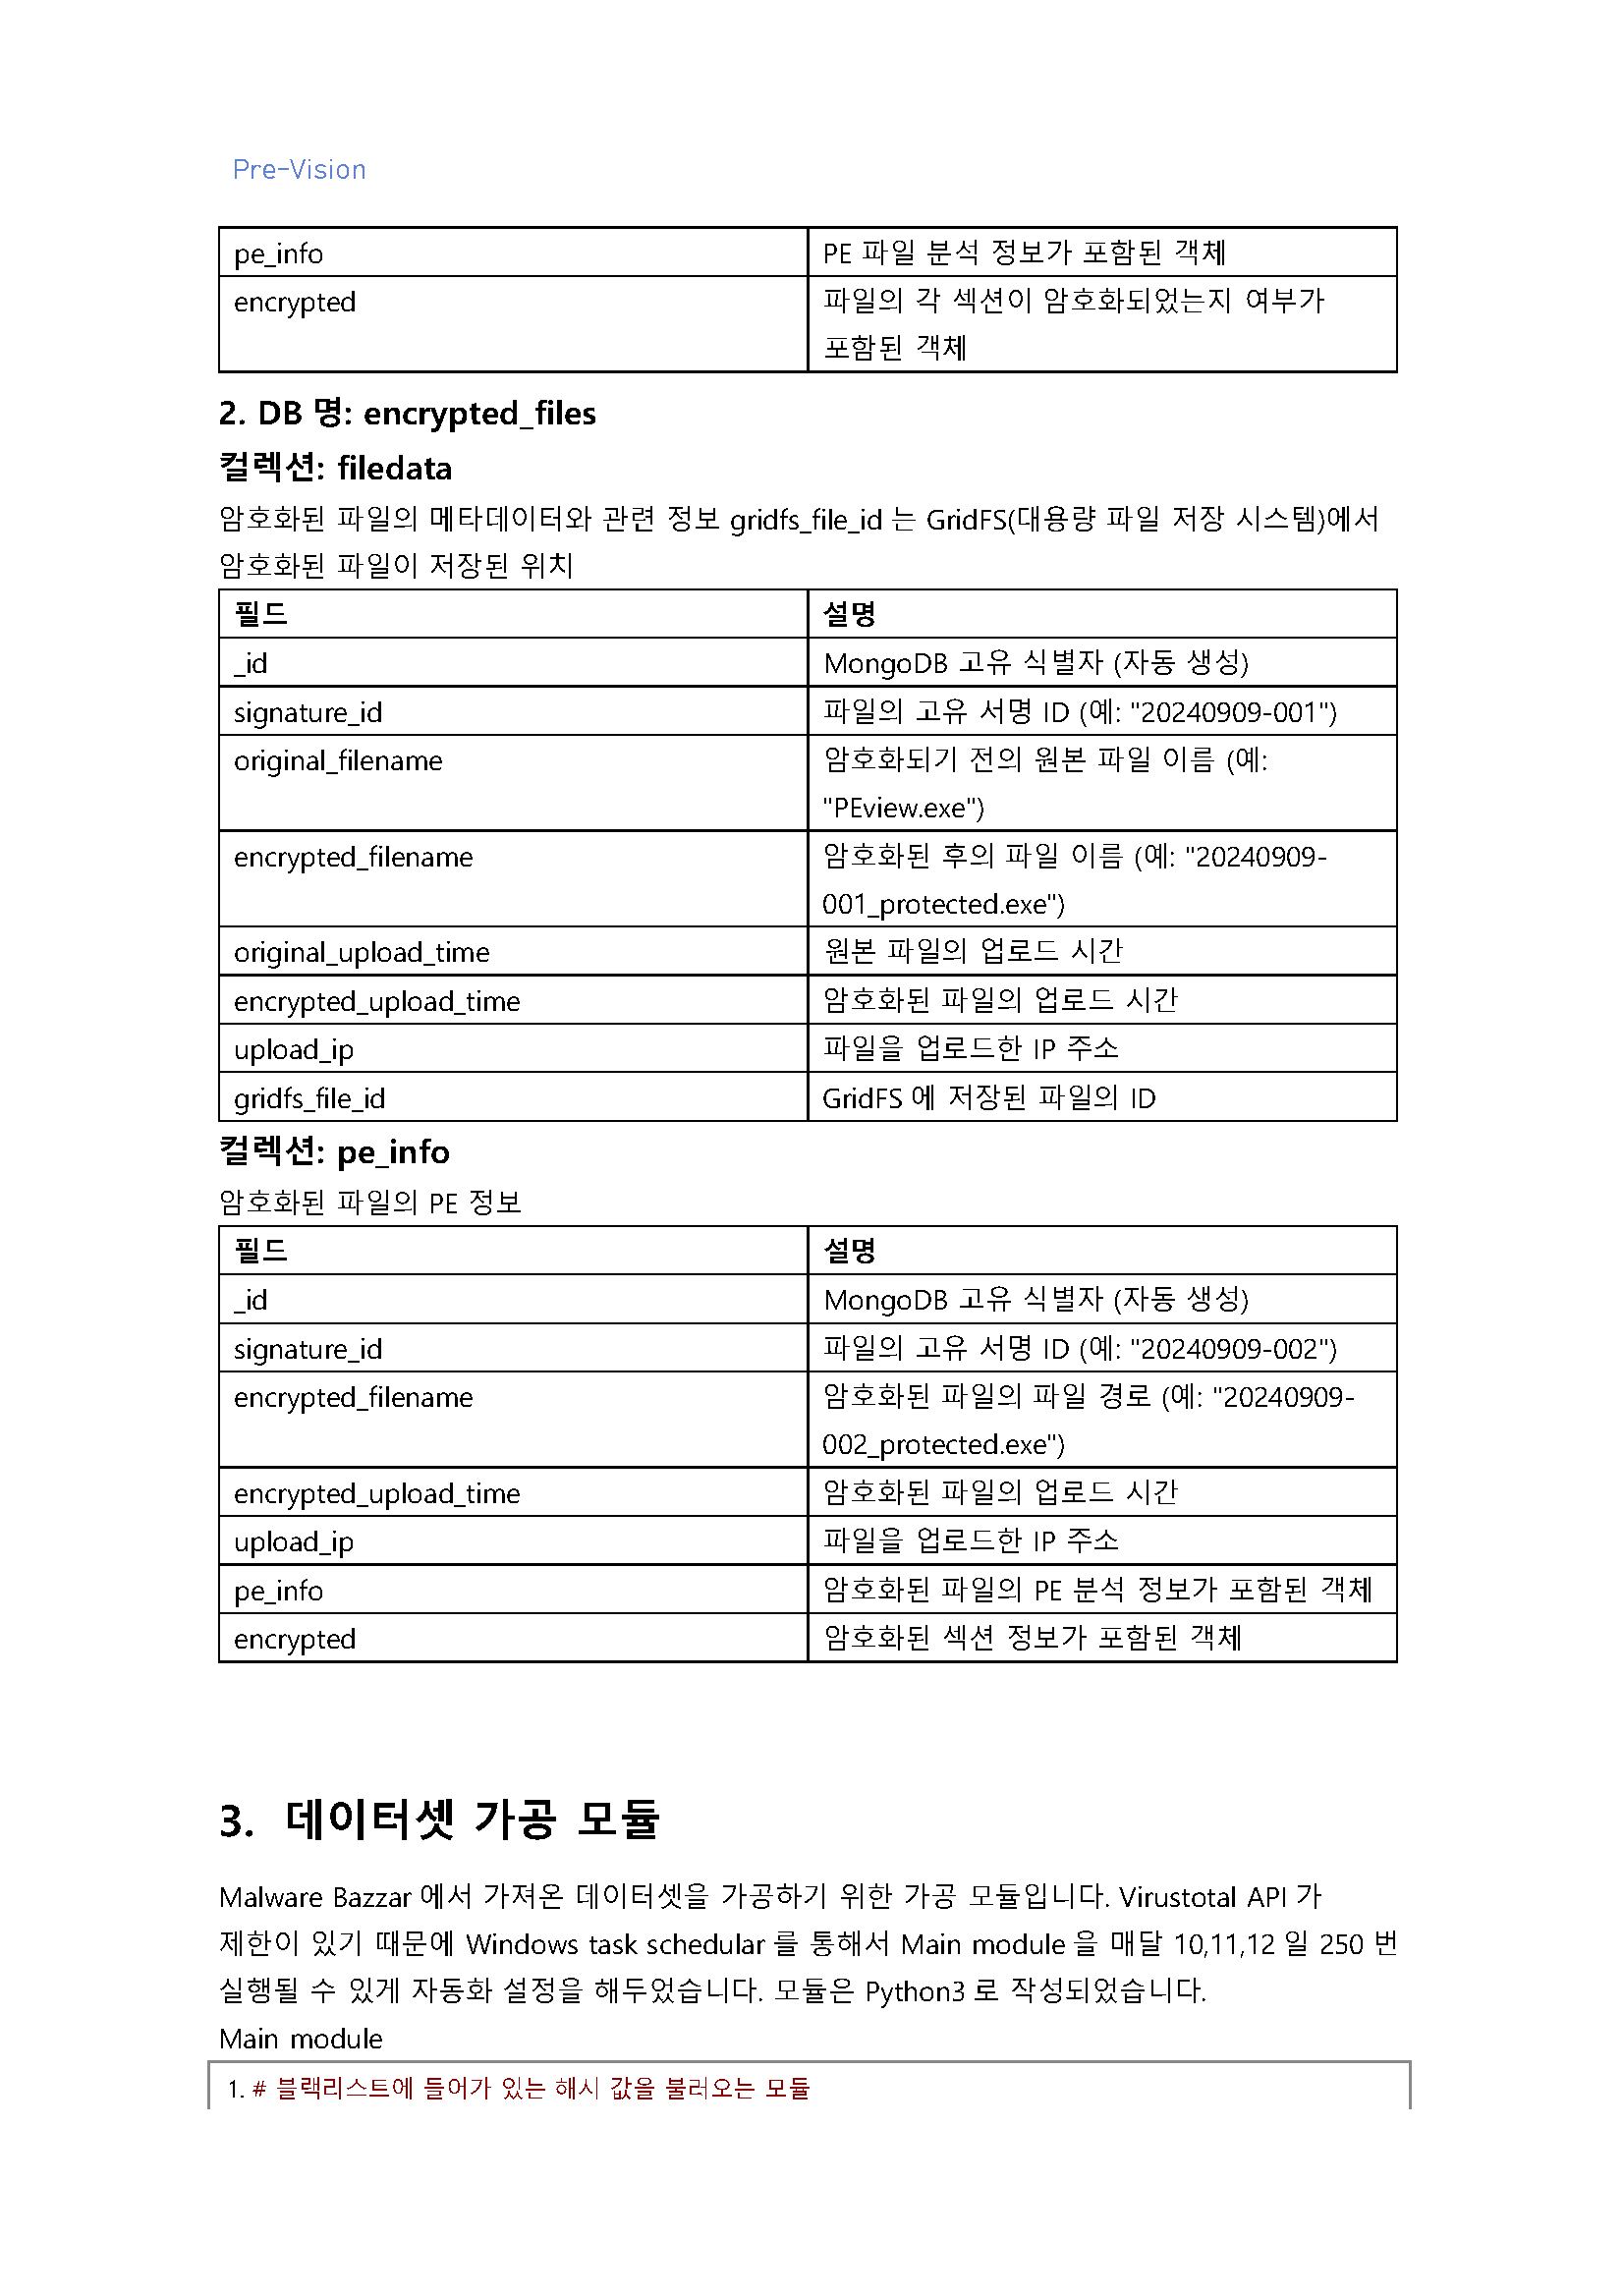 Pre-Vision
pe_info PE 파일 분석 정보가 포함된 객체
encrypted 파일의 각 섹션이 암호화되었는지 여부가
포함된 객체
2. DB 명: encrypted_files
컬렉션: filedata
암호화된 파일의 메타데이터와 관련 정보 gridfs_file_id 는 GridFS(대용량 파일 저장 시스템)에서
암호화된 파일이 저장된 위치
필드 설명
_id MongoDB 고유 식별자 (자동 생성)
signature_id 파일의 고유 서명 ID (예: "20240909-001")
original_filename 암호화되기 전의 원본 파일 이름 (예:
"PEview.exe")
encrypted_filename 암호화된 후의 파일 이름 (예: "20240909-
001_protected.exe")
original_upload_time 원본 파일의 업로드 시간
encrypted_upload_time 암호화된 파일의 업로드 시간
upload_ip 파일을 업로드한 IP 주소
gridfs_file_id GridFS 에 저장된 파일의 ID
컬렉션: pe_info
암호화된 파일의 PE 정보
필드 설명
_id MongoDB 고유 식별자 (자동 생성)
signature_id 파일의 고유 서명 ID (예: "20240909-002")
encrypted_filename 암호화된 파일의 파일 경로 (예: "20240909-
002_protected.exe")
encrypted_upload_time 암호화된 파일의 업로드 시간
upload_ip 파일을 업로드한 IP 주소
pe_info 암호화된 파일의 PE 분석 정보가 포함된 객체
encrypted 암호화된 섹션 정보가 포함된 객체
3. 데이터셋 가공 모듈
Malware Bazzar 에서 가져온 데이터셋을 가공하기 위한 가공 모듈입니다. Virustotal API 가
제한이 있기 때문에 Windows task schedular 를 통해서 Main module 을 매달 10,11,12 일 250 번
실행될 수 있게 자동화 설정을 해두었습니다. 모듈은 Python3 로 작성되었습니다.
Main module
1. # 블랙리스트에 들어가 있는 해시 값을 불러오는 모듈